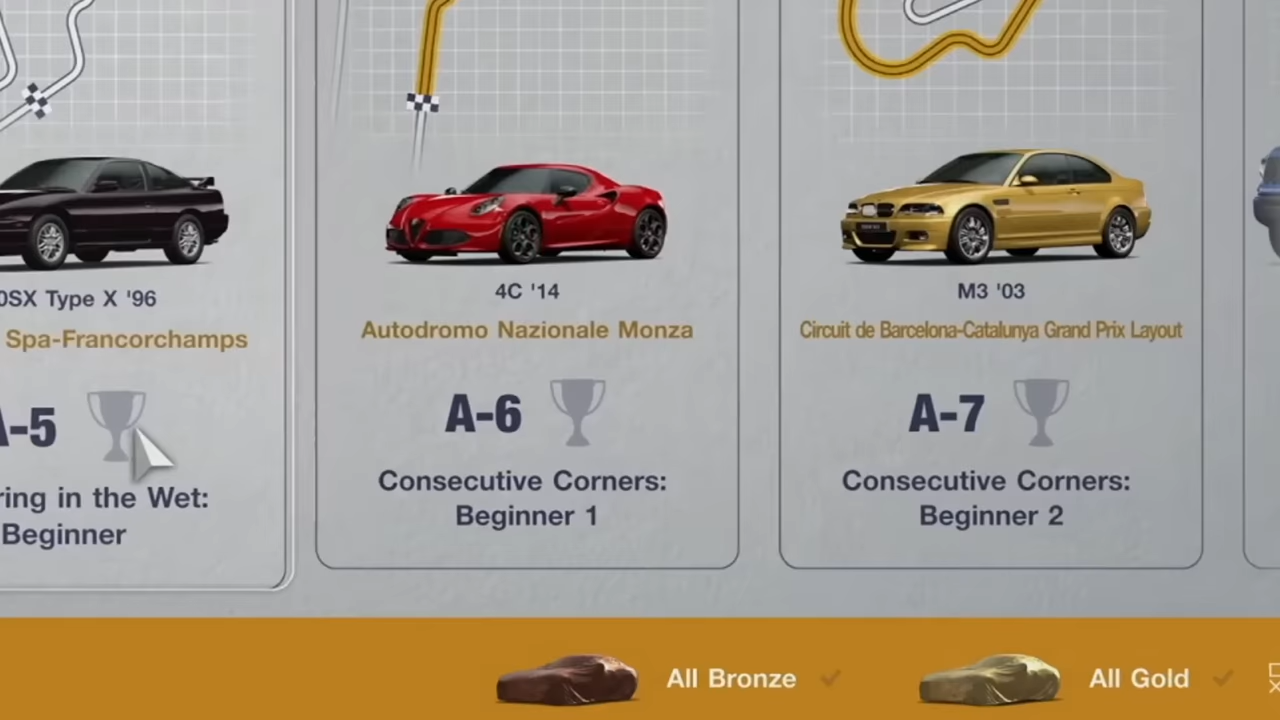 0SX Type X '96
Spa-Francorchamps
A-5
ring in the Wet:
Beginner
4C '14
Autodromo Nazionale Monza
A-6
Consecutive Corners:
Beginner 1
M3 '03
Circuit de Barcelona-Catalunya Grand Prix Layout
A-7
Consecutive Corners:
Beginner 2
All Bronze
All Gold